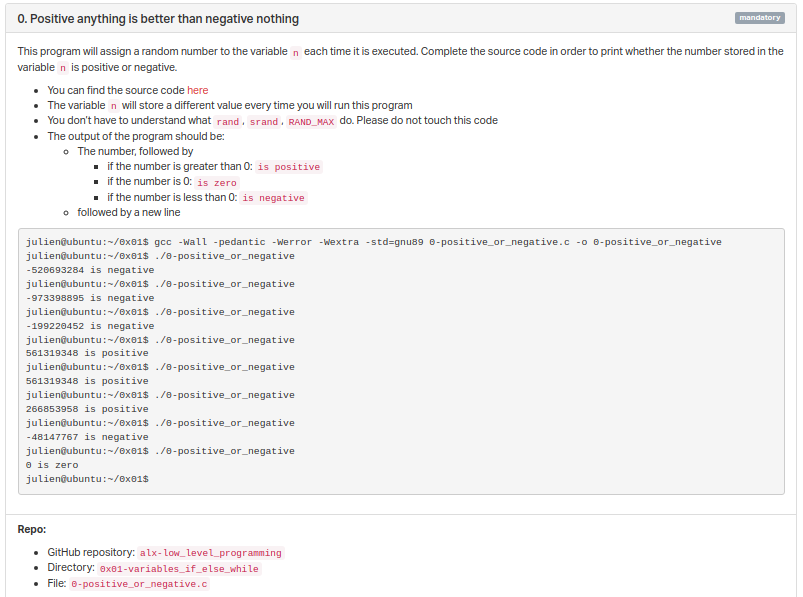 0. Positive anything is better than negative nothing
mandatory
This program will assign a random number to the variable n each time it is executed. Complete the source code in order to print whether the number stored in the
variable n is positive or negative.
You can find the source code here
The variable n will store a different value every time you will run this program
You don't have to understand what rand, srand, RAND_MAX do. Please do not touch this code
The output of the program should be:
The number, followed by
if the number is greater than 0: is positive
if the number is 0: is zero
if the number is less than 0: is negative
followed by a new line
julien@ubuntu:~/0x01$ gcc -Wall -pedantic -Werror -Wextra -std=gnu89 0-positive_or_negative.c -o 0-positive_or_negative
julien@ubuntu:~/0x01$ ./0-positive_or_negative
-520693284 is negative
julien@ubuntu:~/0x01$ ./0-positive_or_negative
-973398895 is negative
julien@ubuntu:~/0x01$ ./0-positive_or_negative
-199220452 is negative
julien@ubuntu:~/0x01$ ./0-positive_or_negative
561319348 is positive
julien@ubuntu:~/0x01$ ./0-positive_or_negative
561319348 is positive
julien@ubuntu:~/0x01$ ./0-positive_or_negative
266853958 is positive
julien@ubuntu:~/0x01$ ./0-positive_or_negative
-48147767 is negative
julien@ubuntu:~/0x01$ ./0-positive_or_negative
0 is zero
julien@ubuntu:~/0x01$
Repo:
GitHub repository: alx-low_level_programming
Directory: 0x01-variables_if_else_while
File: 0-positive_or_negative.c